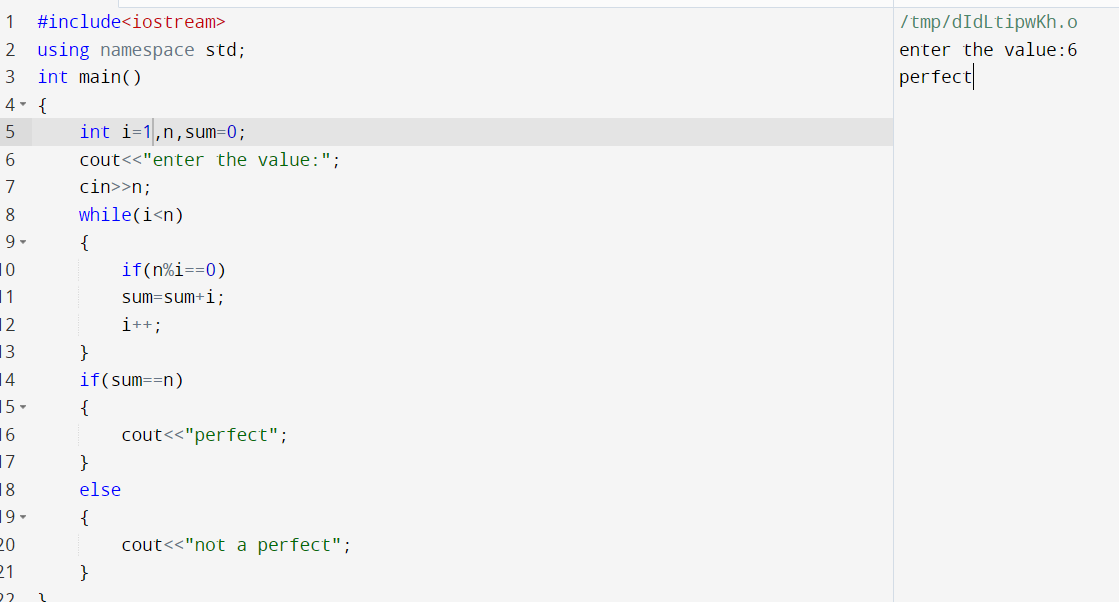 1 #include<iostream>
2 using namespace std;
3 int main()
4 {
5     int i=1,n,sum=0;
6     cout<<"enter the value:";
7     cin>>n;
8     while(i<n)
9     {
10         if(n%i==0)
11         sum=sum+i;
12         i++;
13     }
14     if(sum==n)
15     {
16         cout<<"perfect";
17     }
18     else
19     {
20         cout<<"not a perfect";
21     }
22 }
/tmp/dIdLtipwKh.o
enter the value:6
perfect